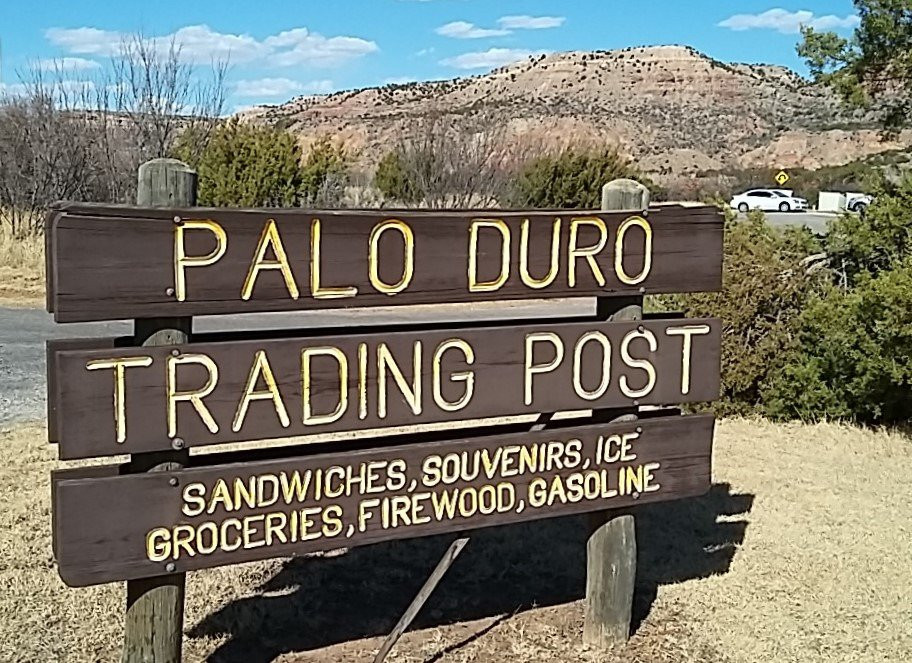 PALO DURO
TRADING POST
SANDWICHES, SOUVENIRS, ICE
GROCERIES, FIREWOOD, GASOLINE